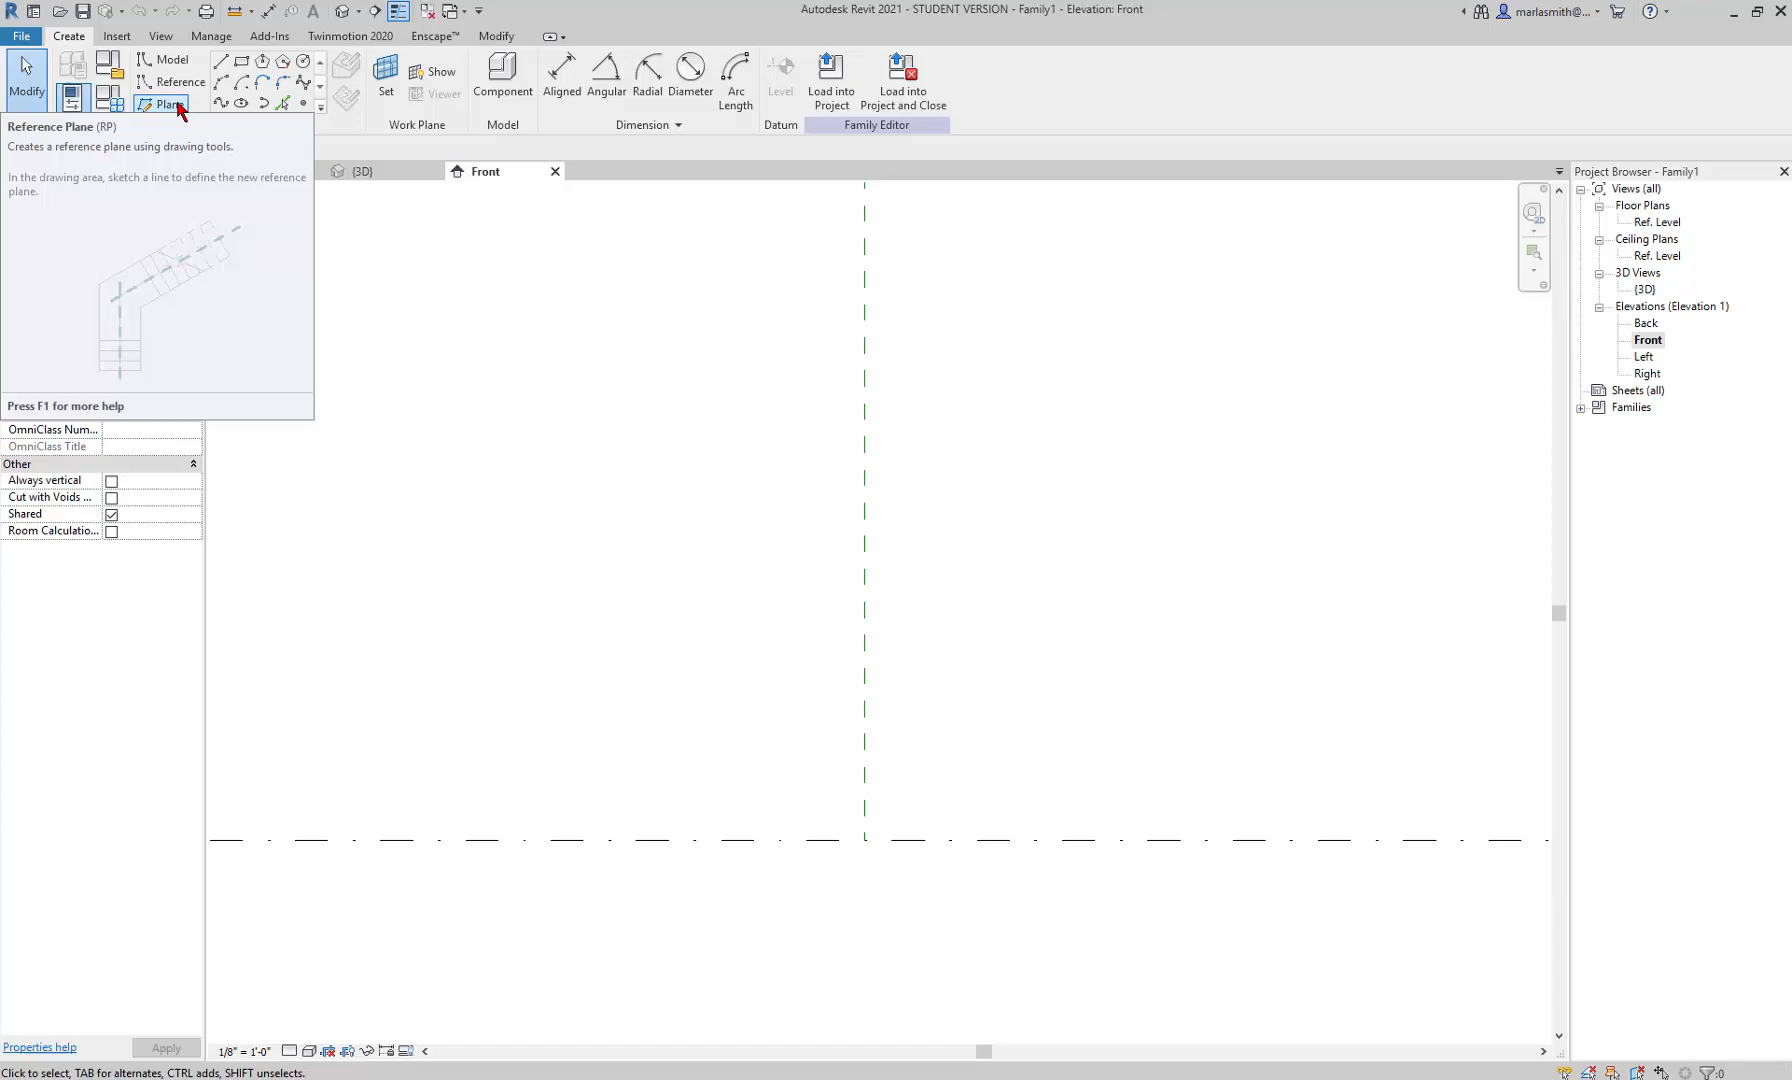 Autodesk Revit 2021 - STUDENT VERSION - Family1 - Elevation: Front
marlasmith@...
File
Create
Insert
View
Manage
Add-Ins
Twinmotion 2020
Enscape™
Modify
Modify
Model
Reference
Plane
Set
Show
Viewer
Work Plane
Component
Model
Aligned
Angular
Radial
Diameter
Arc
Length
Dimension
Level
Datum
Load into
Project
Load into
Project and Close
Family Editor
Reference Plane (RP)
Creates a reference plane using drawing tools.
In the drawing area, sketch a line to define the new reference
plane.
Press F1 for more help
{3D}
Front
OmniClass Num...
OmniClass Title
Other
Always vertical
Cut with Voids ...
Shared
Room Calculatio...
Properties help
Apply
2D
Project Browser - Family1
Views (all)
Floor Plans
Ref. Level
Ceiling Plans
Ref. Level
3D Views
{3D}
Elevations (Elevation 1)
Back
Front
Left
Right
Sheets (all)
Families
1/8" = 1'-0"
Click to select, TAB for alternates, CTRL adds, SHIFT unselects.
:0